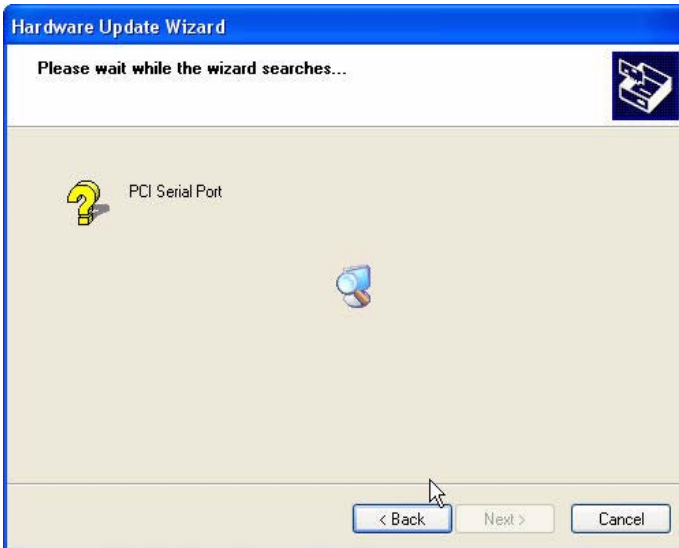 Hardware Update Wizard
Please wait while the wizard searches...
PCI Serial Port
< Back Next > Cancel